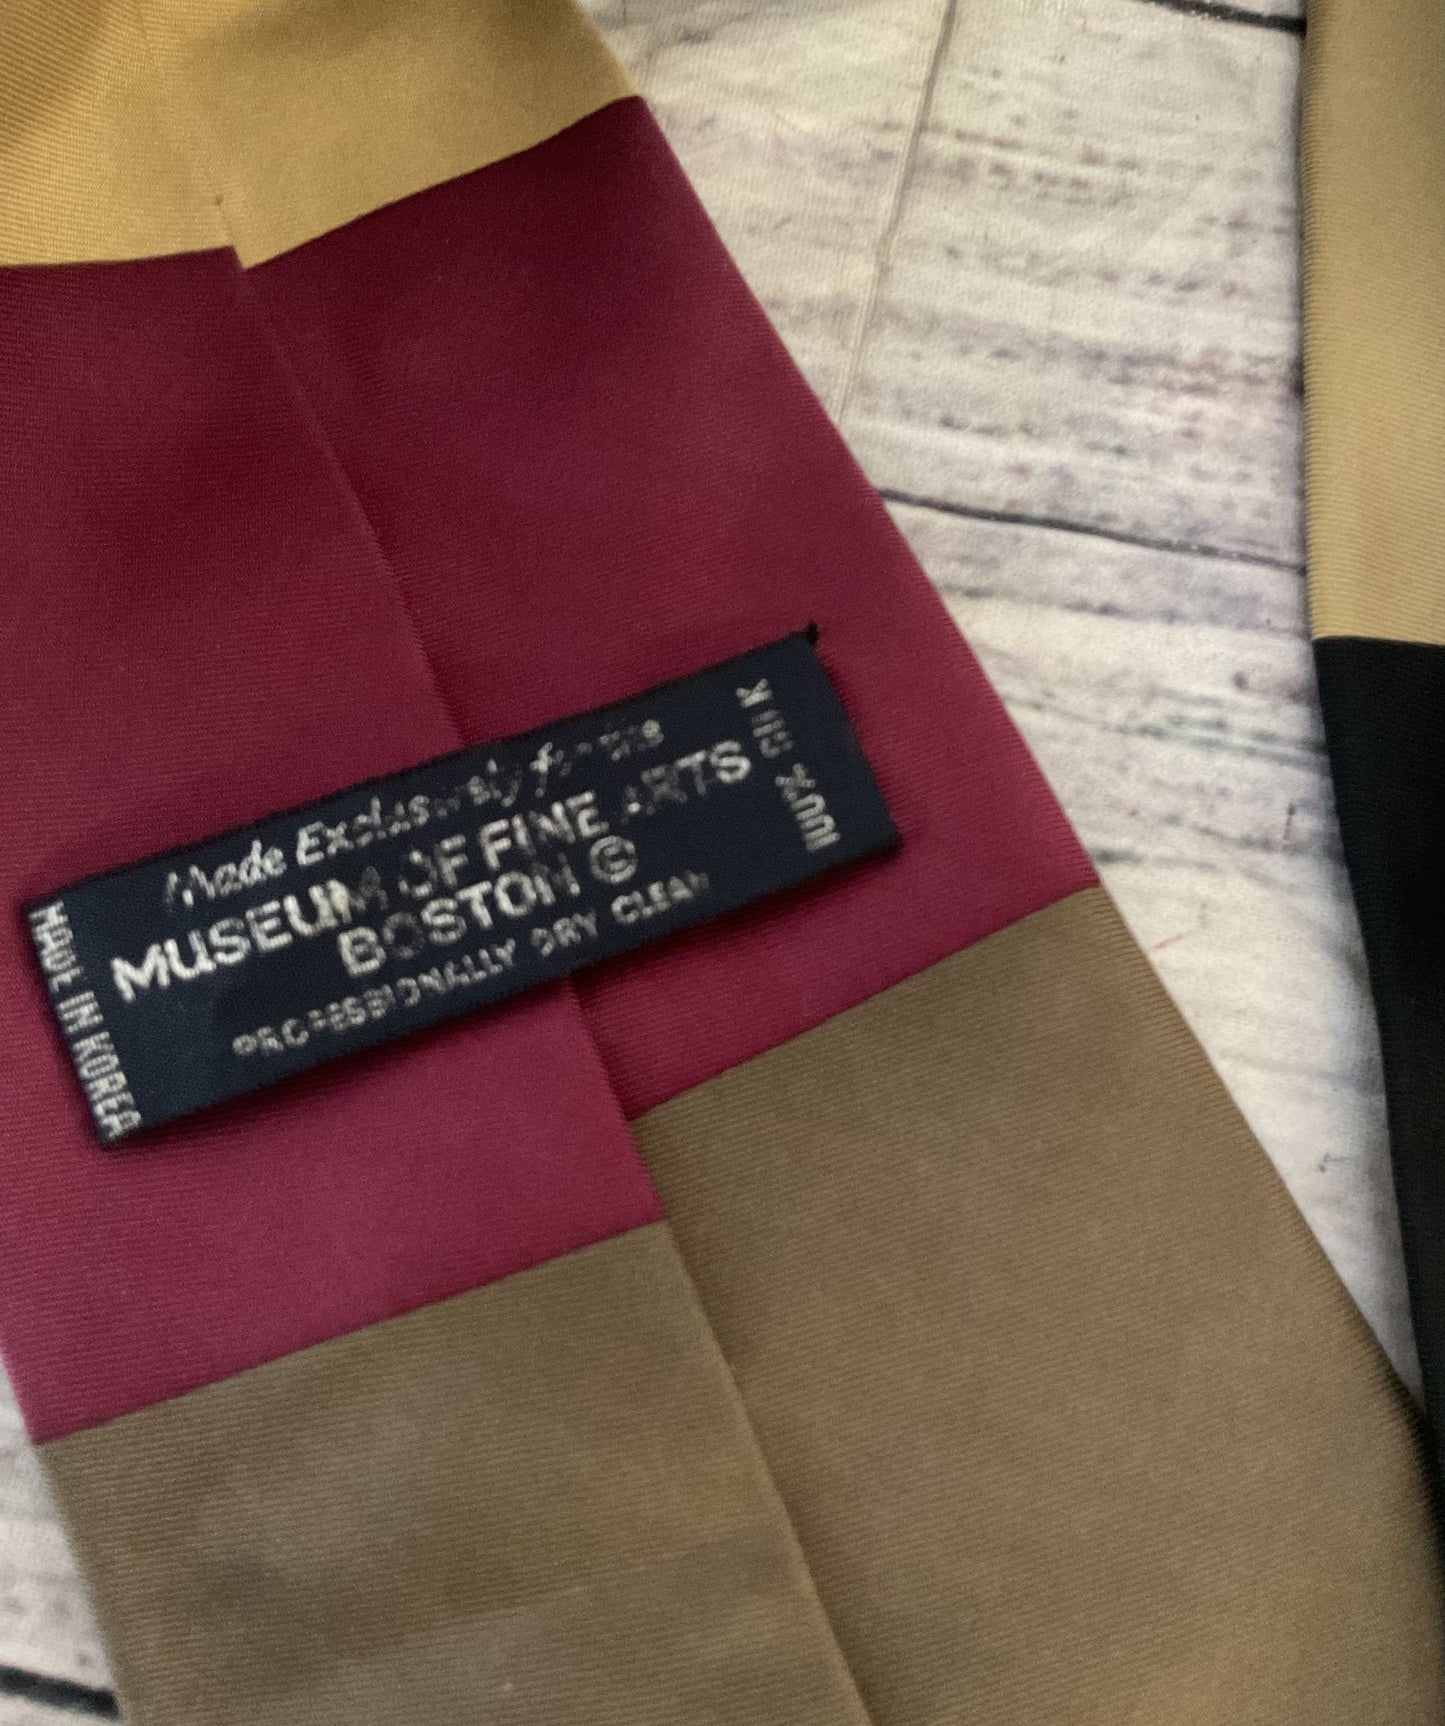 Made Exclusively for the
MUSEUM OF FINE ARTS
BOSTON ©
PROFESSIONALLY DRY CLEAN
MADE IN KOREA
100% SILK